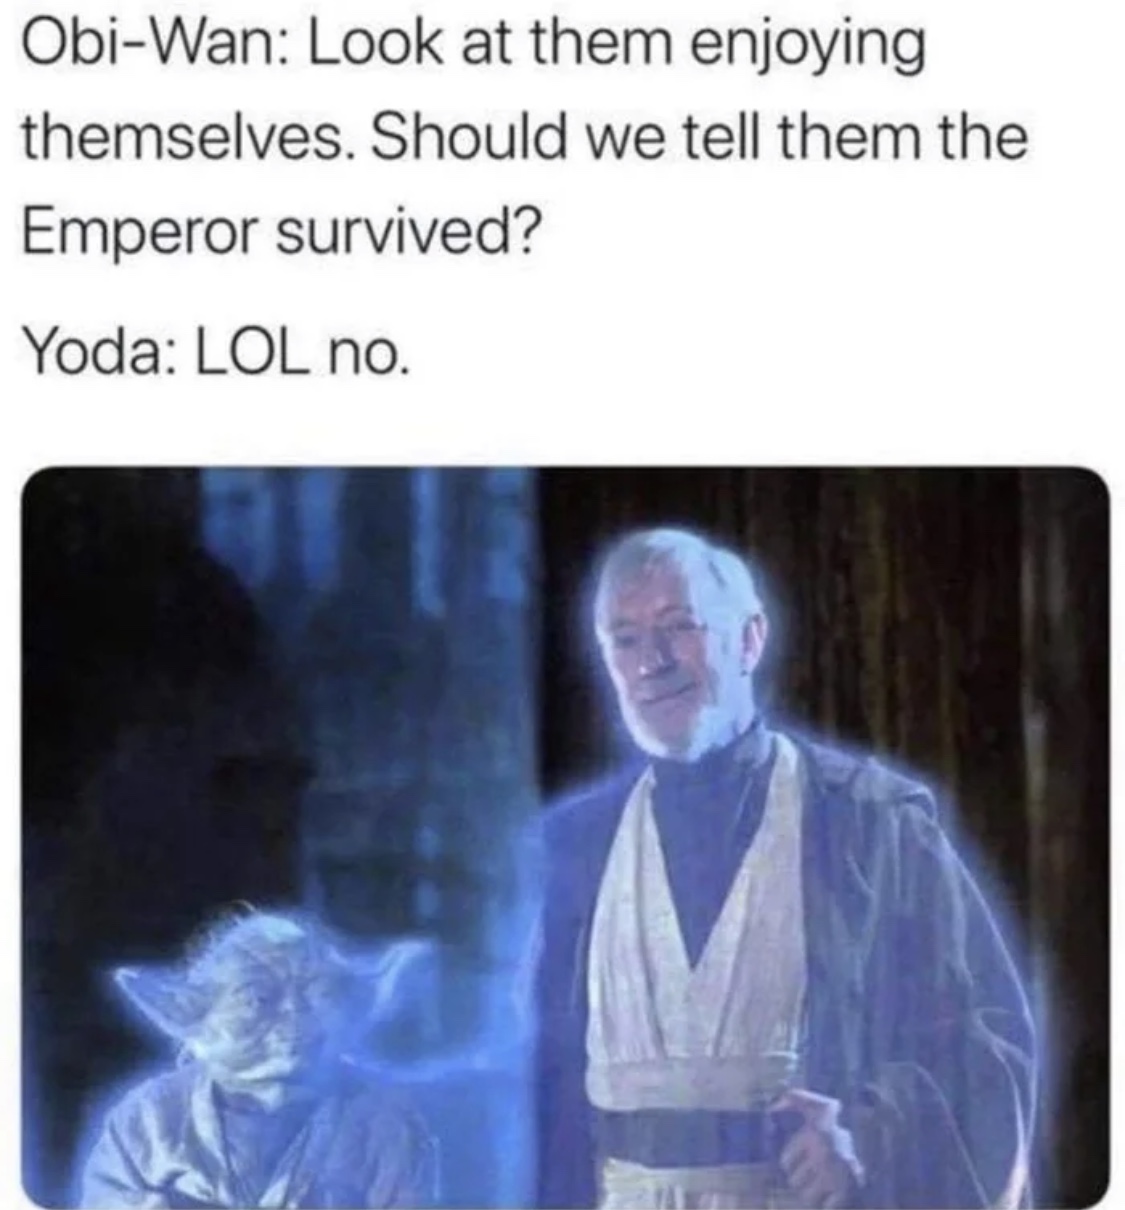 Obi-Wan: Look at them enjoying
themselves. Should we tell them the
Emperor survived?
Yoda: LOL no.